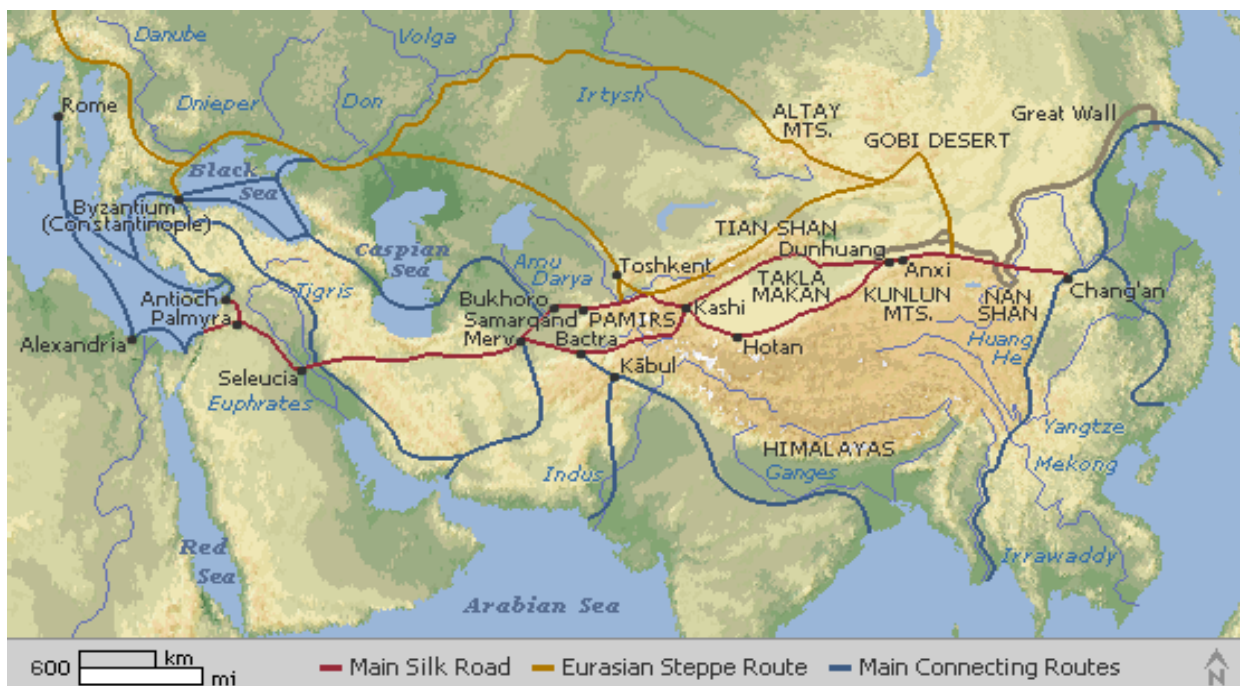 Danube
Volga
Rome
Dnieper
Don
Irtysh
ALTAY
MTS.
Great Wall
GOBI DESERT
Black
Sea
Byzantium
(Constantinople)
Caspian
Sea
TIAN SHAN
Dunhuang
Anxi
Amu
Darya
Toshkent
TAKLA
MAKAN
KUNLUN
MTS.
NAN
SHAN
Chang'an
Tigris
Antioch
Palmyra
Bukhoro
Samarqand
PAMIRS
Kashi
Alexandria
Merv
Bactra
Kābul
Hotan
Huang
He
Seleucia
Euphrates
Yangtze
HIMALAYAS
Indus
Ganges
Mekong
Red
Sea
Irrawaddy
Arabian Sea
600
km
mi
Main Silk Road
Eurasian Steppe Route
Main Connecting Routes
N